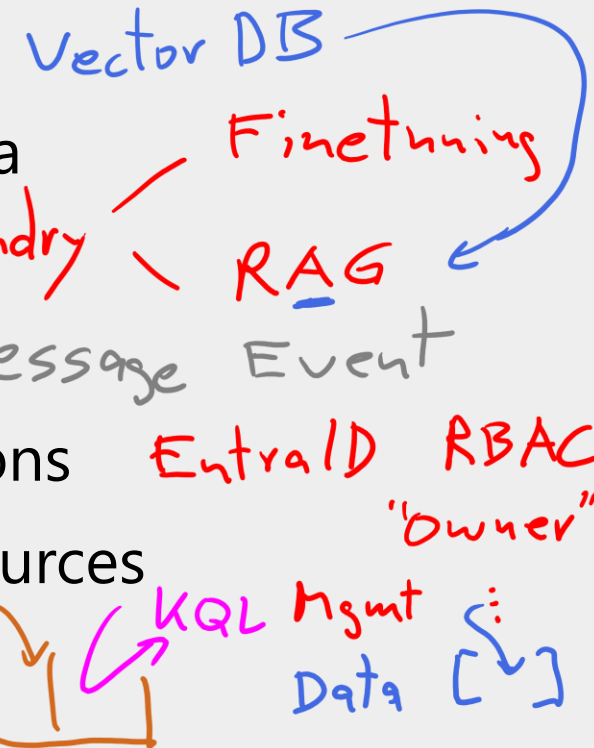 Vector DB
a
Finetuning
ndry
RAG
essage Event
ons EntraID RBAC
"Owner"
urces
KQL Mgmt :
Data [ ]